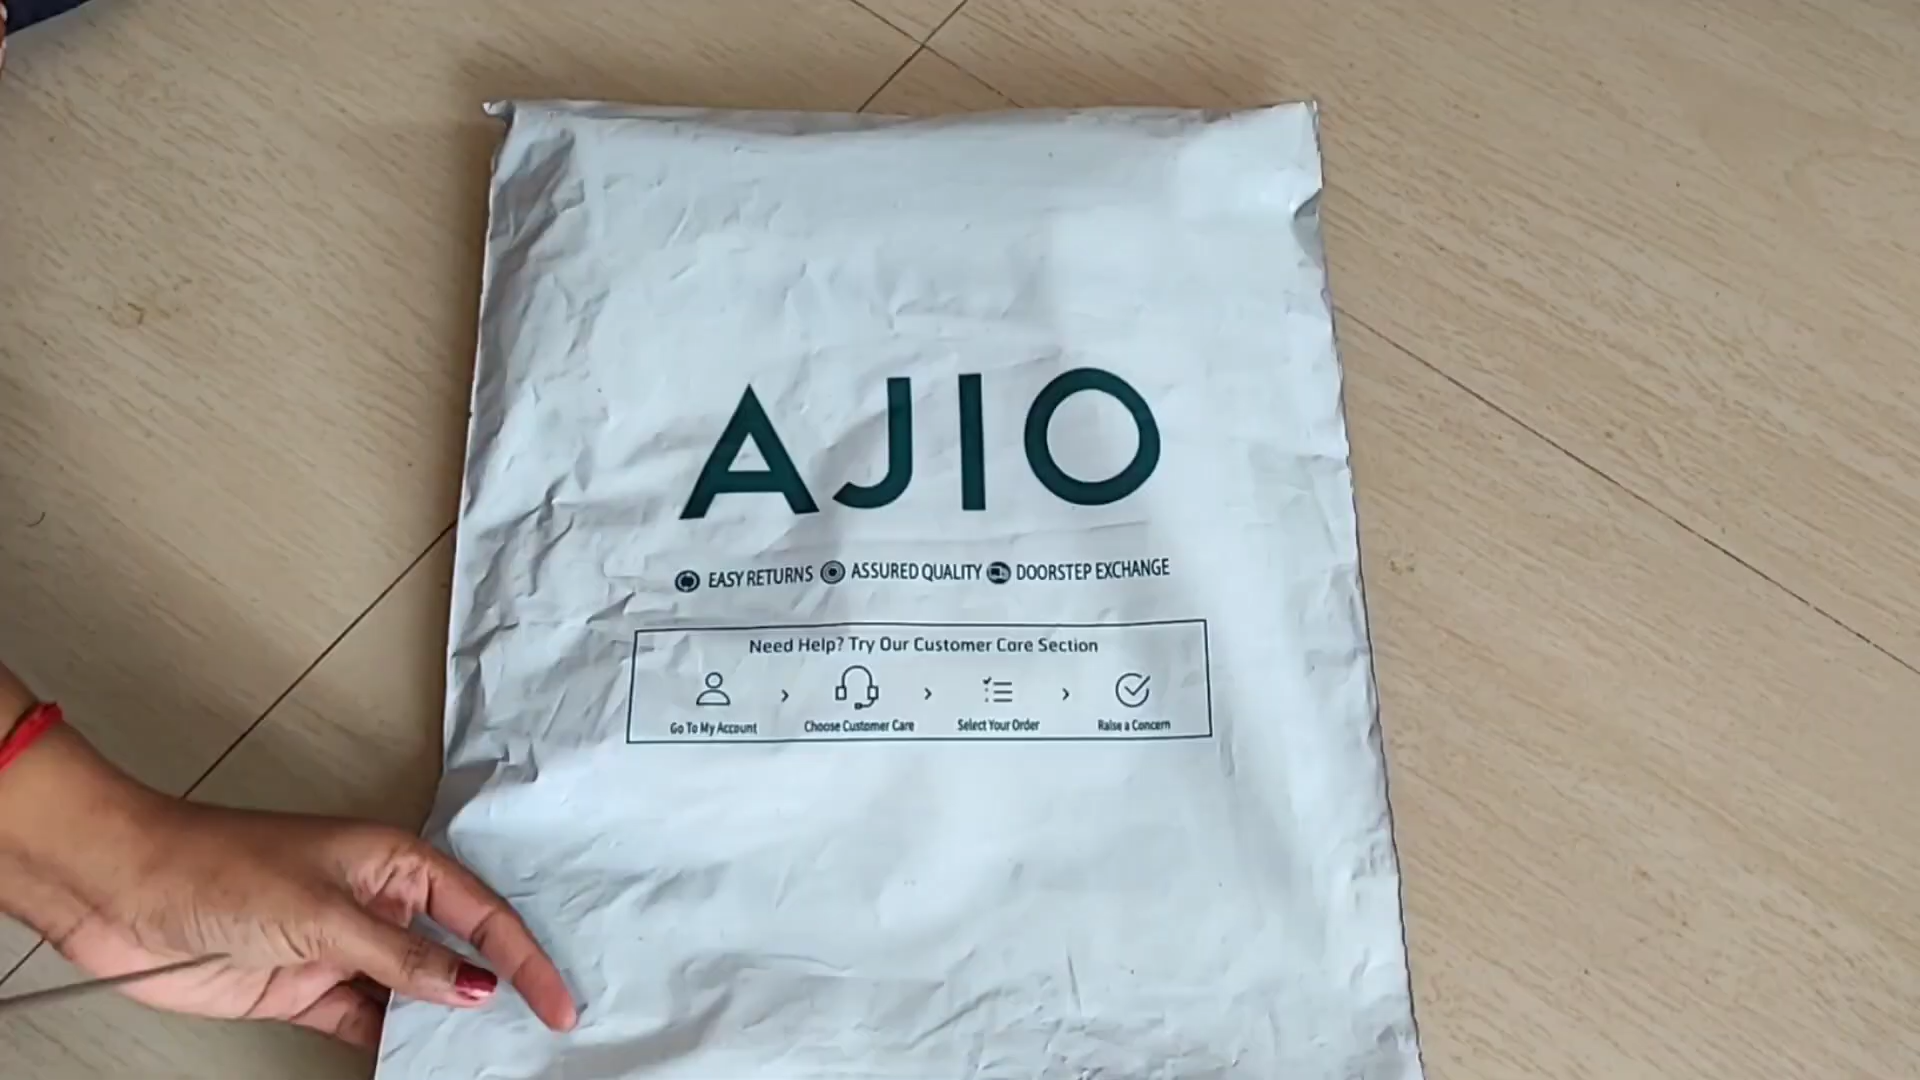 AJIO
EASY RETURNS ASSURED QUALITY DOORSTEP EXCHANGE
Need Help? Try Our Customer Care Section
Go To My Account › Choose Customer Care › Select Your Order › Raise a Concern